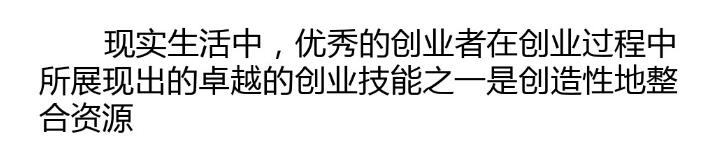 现实生活中，优秀的创业者在创业过程中
所展现出的卓越的创业技能之一是创造性地整
合资源